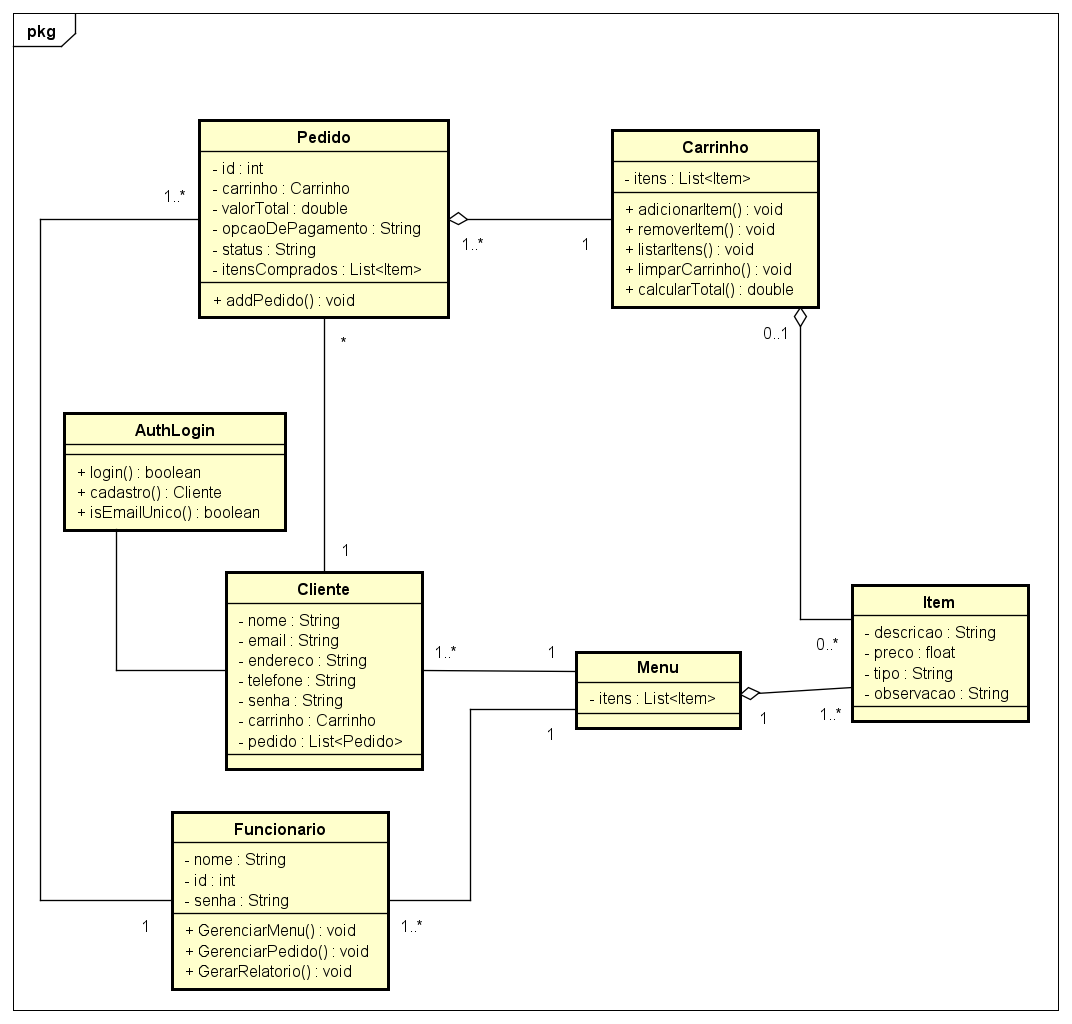 pkg
Pedido
- id : int
- carrinho : Carrinho
- valorTotal : double
- opcaoDePagamento : String
- status : String
- itensComprados : List<Item>
+ addPedido() : void
1..*
1..*
1
*
Carrinho
- itens : List<Item>
+ adicionarItem() : void
+ removerItem() : void
+ listarItens() : void
+ limparCarrinho() : void
+ calcularTotal() : double
0..1
AuthLogin
+ login() : boolean
+ cadastro() : Cliente
+ isEmailUnico() : boolean
1
Cliente
- nome : String
- email : String
- endereco : String
- telefone : String
- senha : String
- carrinho : Carrinho
- pedido : List<Pedido>
1..*
1
Menu
- itens : List<Item>
1
1
Item
- descricao : String
- preco : float
- tipo : String
- observacao : String
0..*
1..*
Funcionario
- nome : String
- id : int
- senha : String
+ GerenciarMenu() : void
+ GerenciarPedido() : void
+ GerarRelatorio() : void
1
1..*